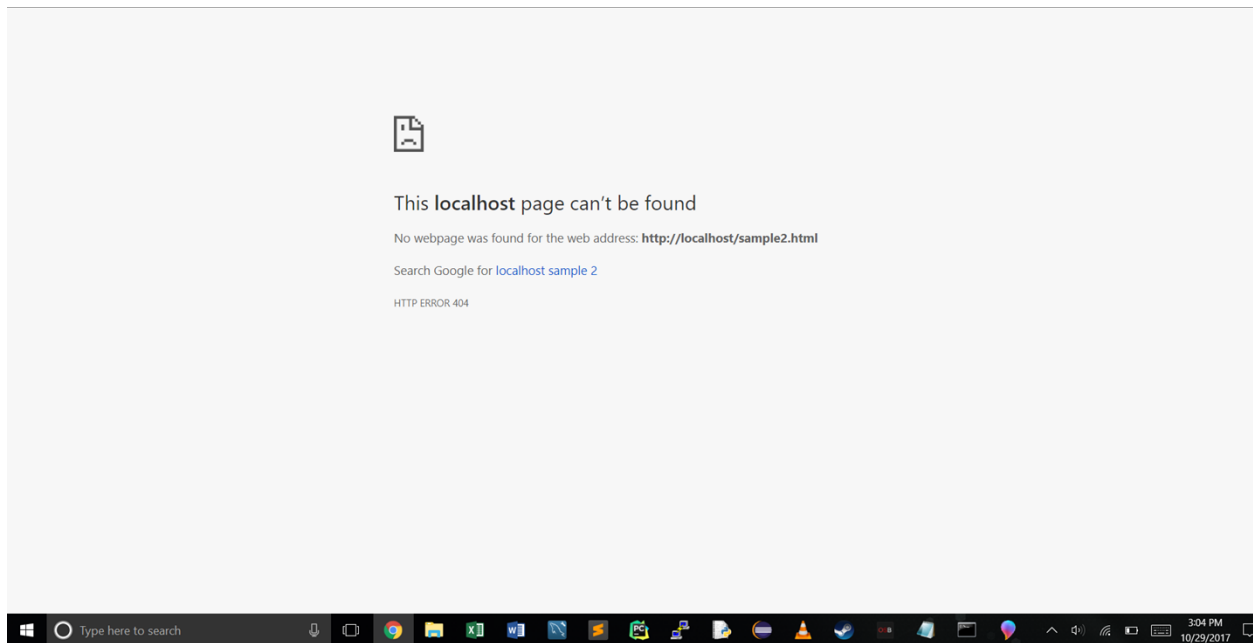 This localhost page can't be found
No webpage was found for the web address: http://localhost/sample2.html
Search Google for localhost sample 2
HTTP ERROR 404
Type here to search
3:04 PM
10/29/2017